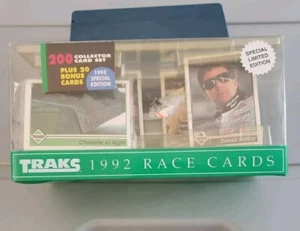 200 COLLECTOR
CARD SET
PLUS 20
BONUS
CARDS
1992
SPECIAL
EDITION
SPECIAL
LIMITED
EDITION
TRAKS 1992 RACE CARDS